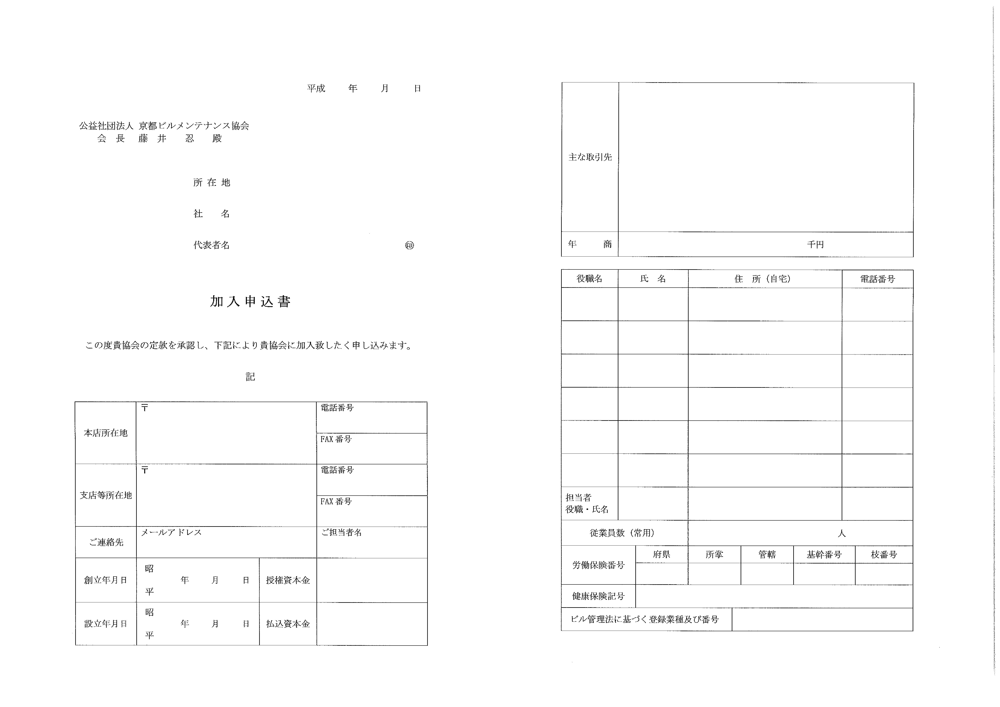 平成　　年　　月　　日
公益社団法人 京都ビルメンテナンス協会
会　長　藤　井　　忍　　殿
所 在 地
社　　名
代表者名　㊞
加 入 申 込 書
この度貴協会の定款を承認し、下記により貴協会に加入致したく申し込みます。
記
本店所在地
〒
電話番号
FAX 番号
支店等所在地
〒
電話番号
FAX 番号
ご連絡先
メールアドレス
ご担当者名
創立年月日
昭
年　　月　　日
平
授権資本金
設立年月日
昭
年　　月　　日
平
払込資本金
主な取引先
年　　商
千円
役職名　氏　名　住　所（自宅）　電話番号
担当者
役職・氏名
従業員数（常用）　人
労働保険番号
府県　所掌　管轄　基幹番号　枝番号
健康保険記号
ビル管理法に基づく登録業種及び番号